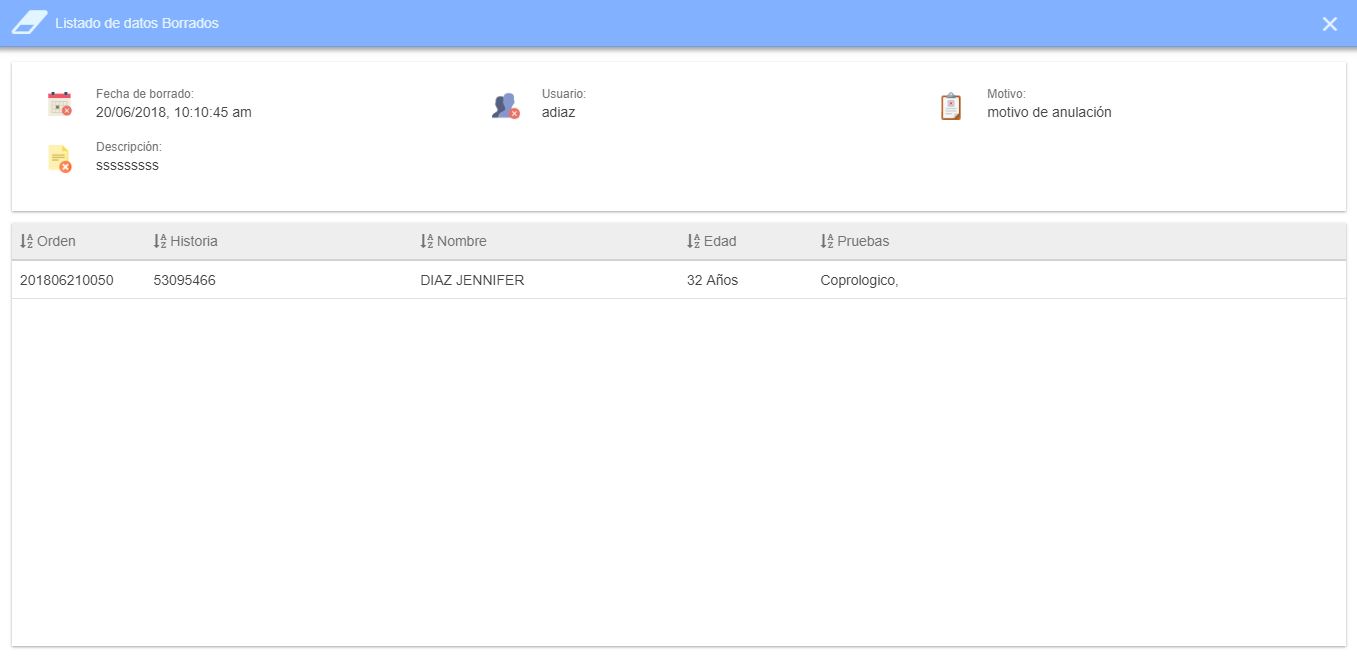 Listado de datos Borrados
Fecha de borrado: Usuario: Motivo:
20/06/2018, 10:10:45 am adiaz motivo de anulación
Descripción:
sssssssss
Orden Historia Nombre Edad Pruebas
201806210050 53095466 DIAZ JENNIFER 32 Años Coprologico,